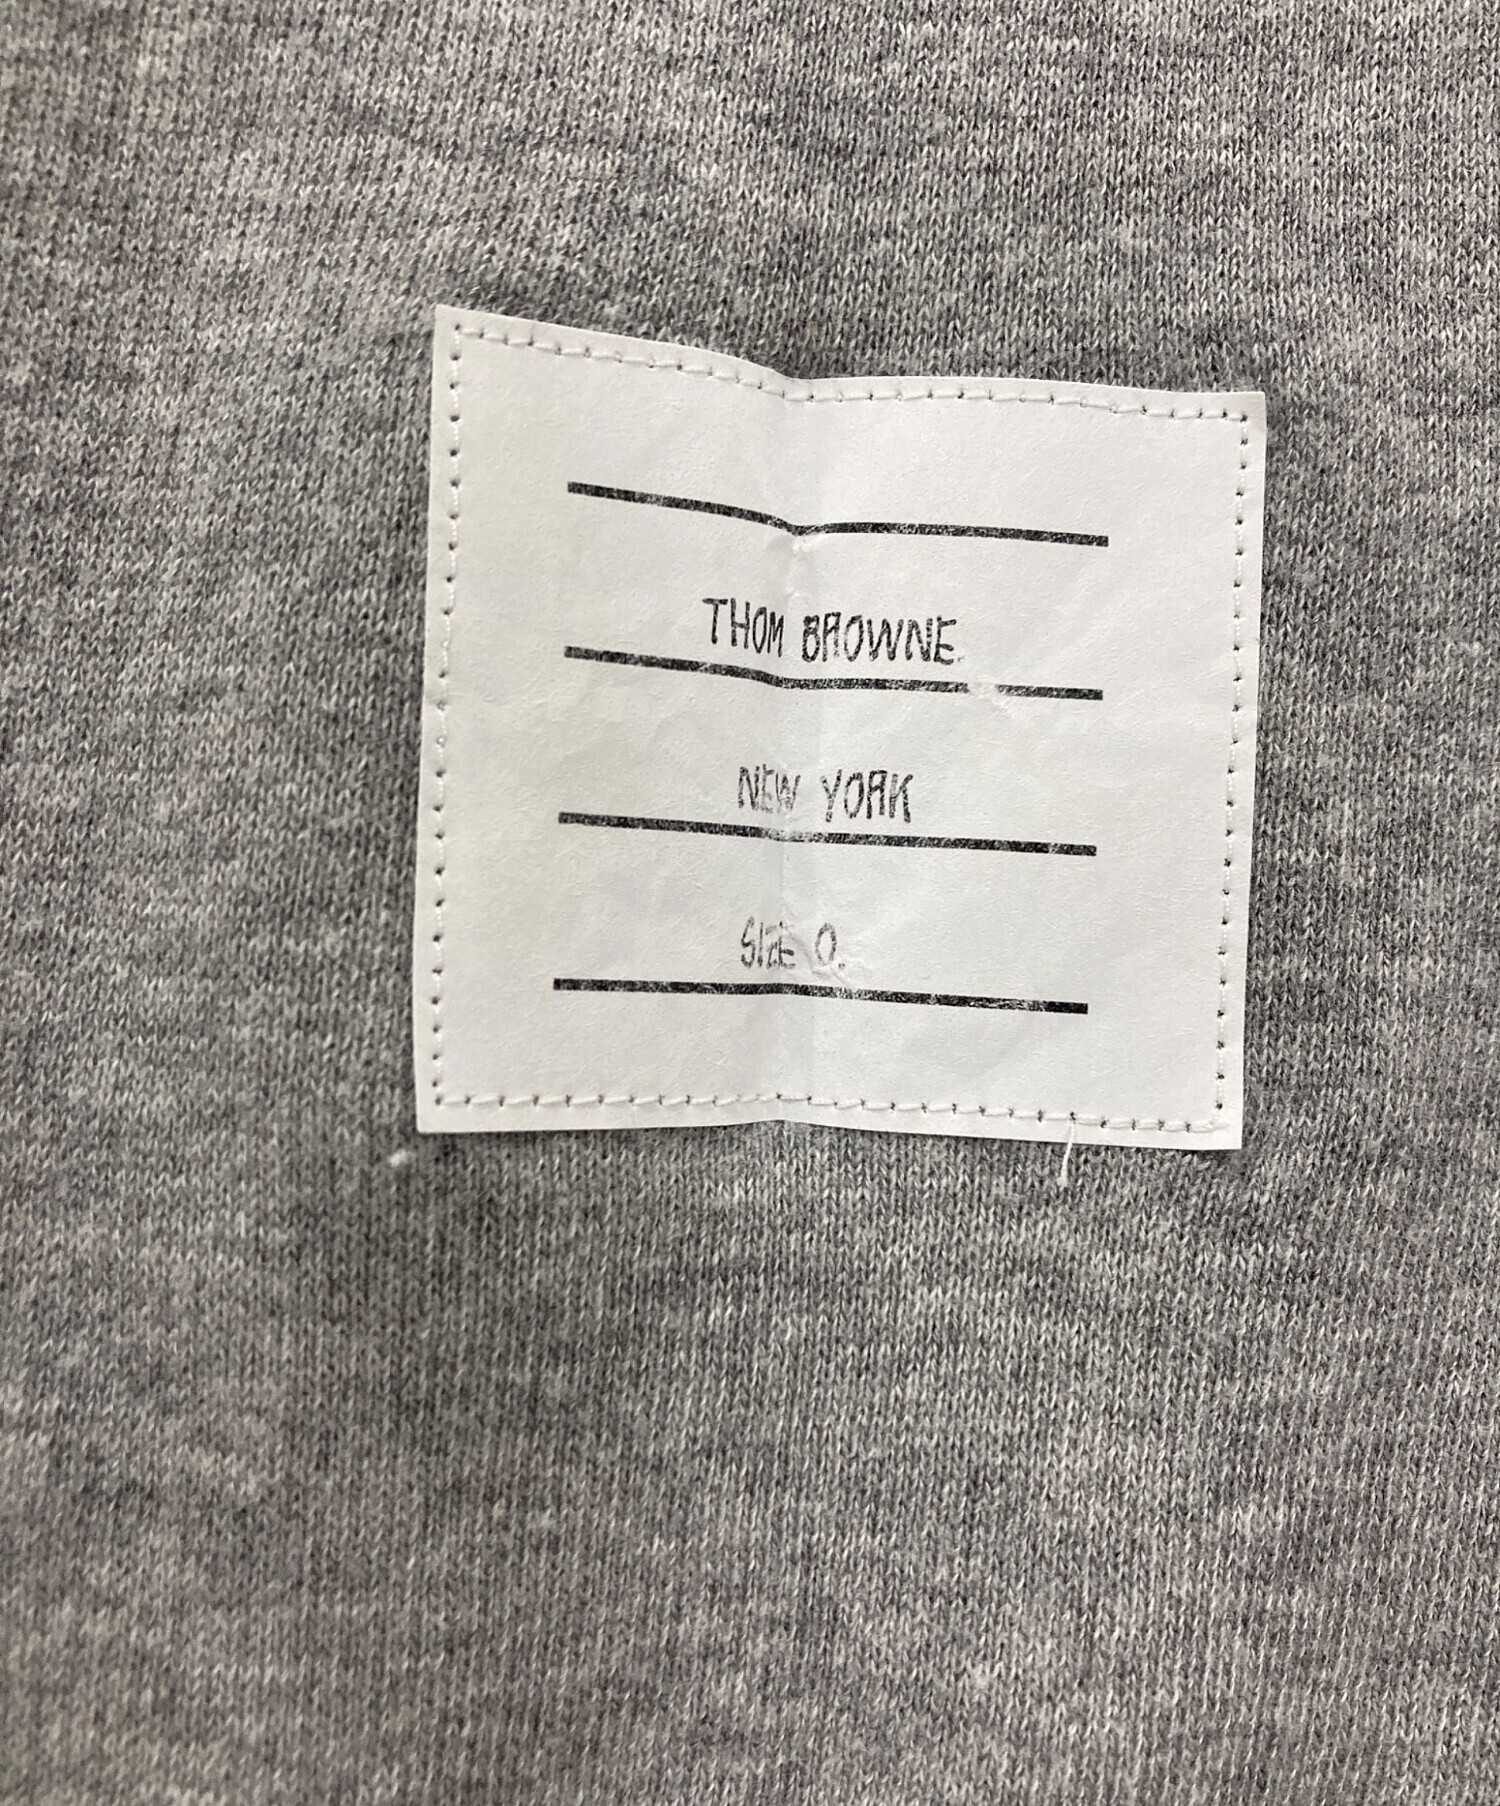 THOM BROWNE.
NEW YORK
SIZE 0.